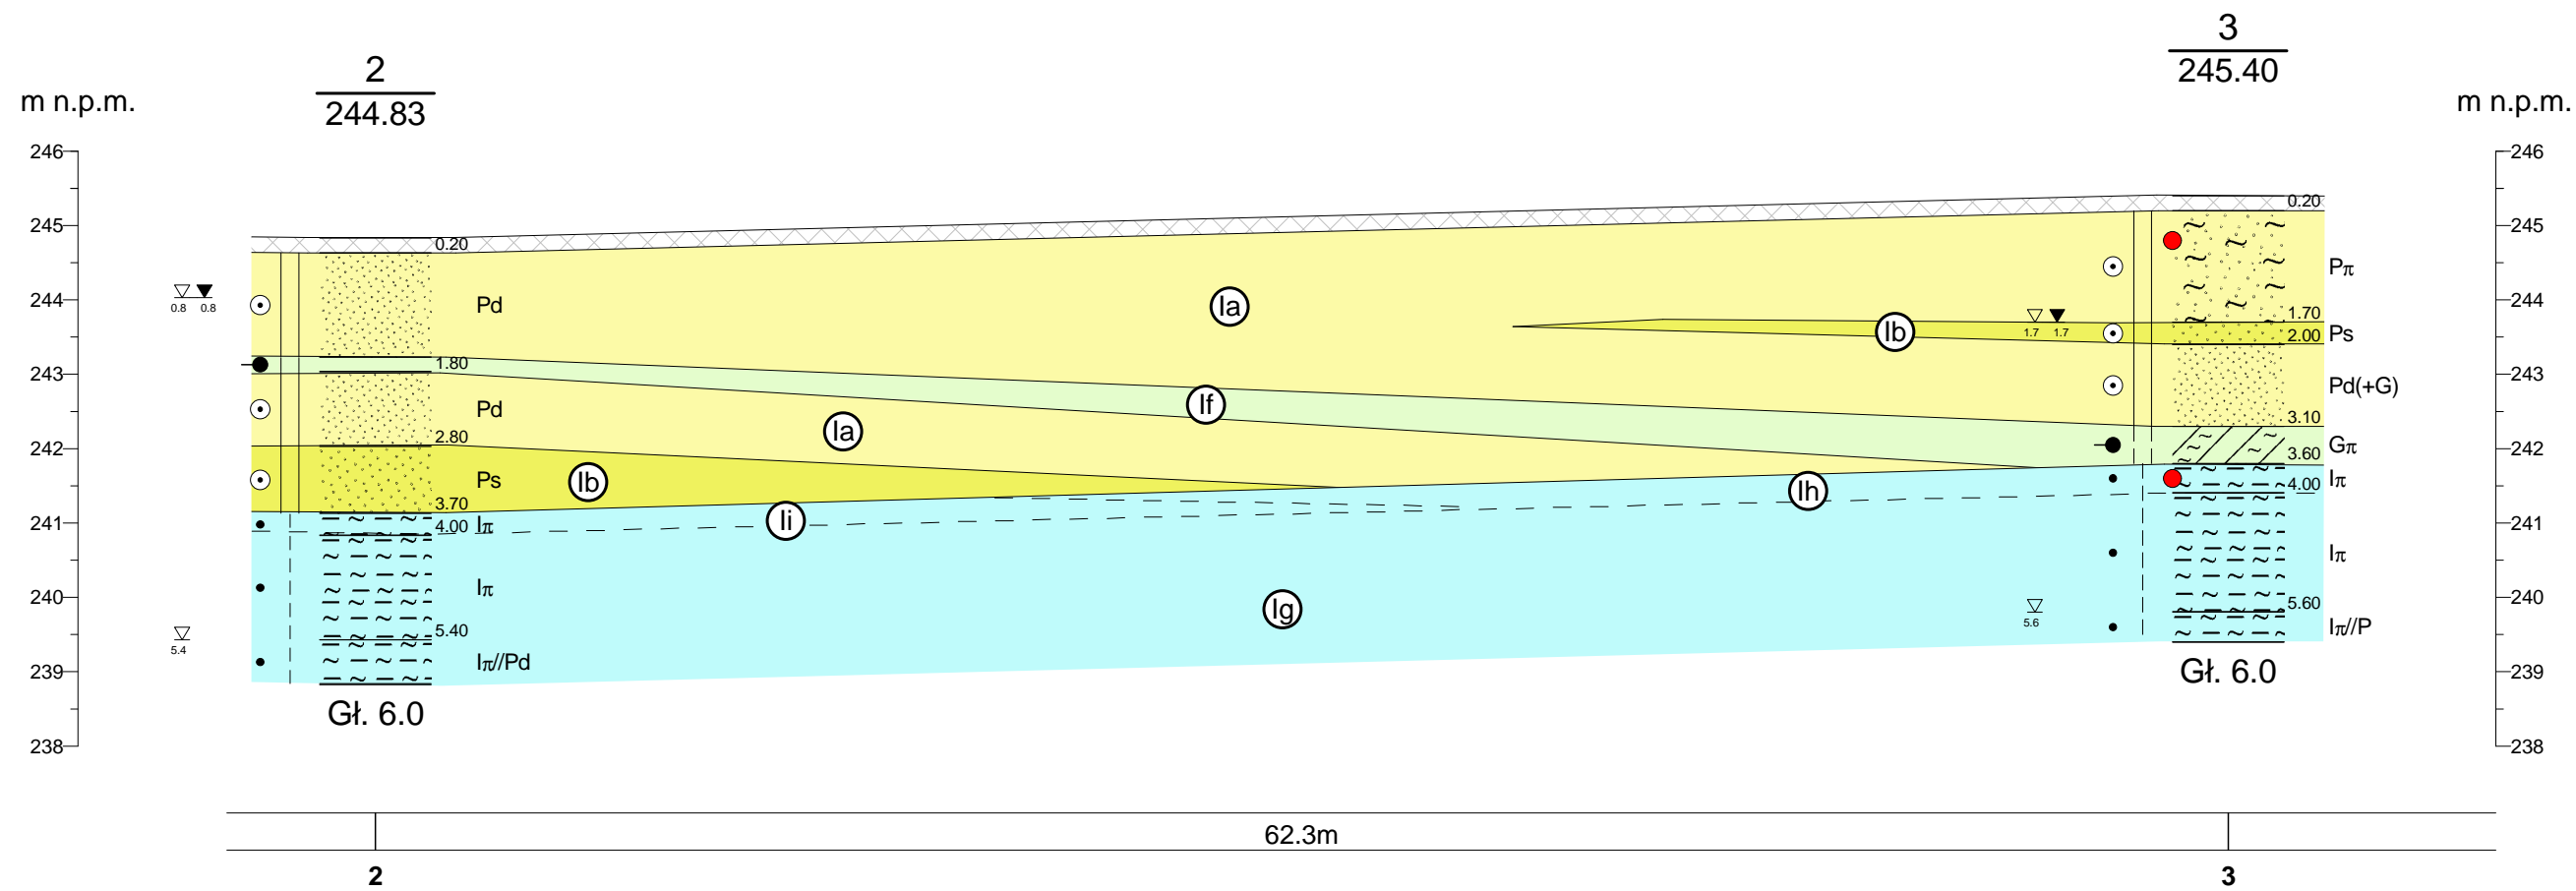 2
244.83
3
245.40
m n.p.m.
m n.p.m.
246
245
244
243
242
241
240
239
238
246
245
244
243
242
241
240
239
238
0.8 0.8
5.4
0.20
1.80
2.80
3.70
4.00
5.40
Pd
Pd
Ps
Iπ
Iπ
Iπ//Pd
Gł. 6.0
Ia
Ib
If
Ia
Ib
Ii
Ih
Ig
1.7 1.7
5.6
0.20
1.70
2.00
3.10
3.60
4.00
5.60
Pπ
Ps
Pd(+G)
Gπ
Iπ
Iπ
Iπ//P
Gł. 6.0
62.3m
2
3